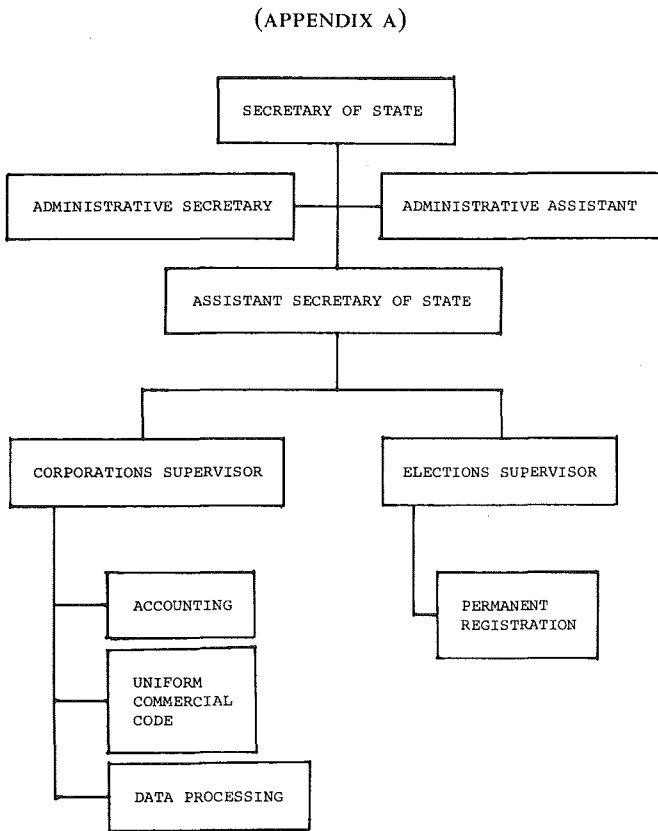 (APPENDIX A)
SECRETARY OF STATE
ADMINISTRATIVE SECRETARY
ADMINISTRATIVE ASSISTANT
ASSISTANT SECRETARY OF STATE
CORPORATIONS SUPERVISOR
ELECTIONS SUPERVISOR
ACCOUNTING
UNIFORM
COMMERCIAL
CODE
DATA PROCESSING
PERMANENT
REGISTRATION